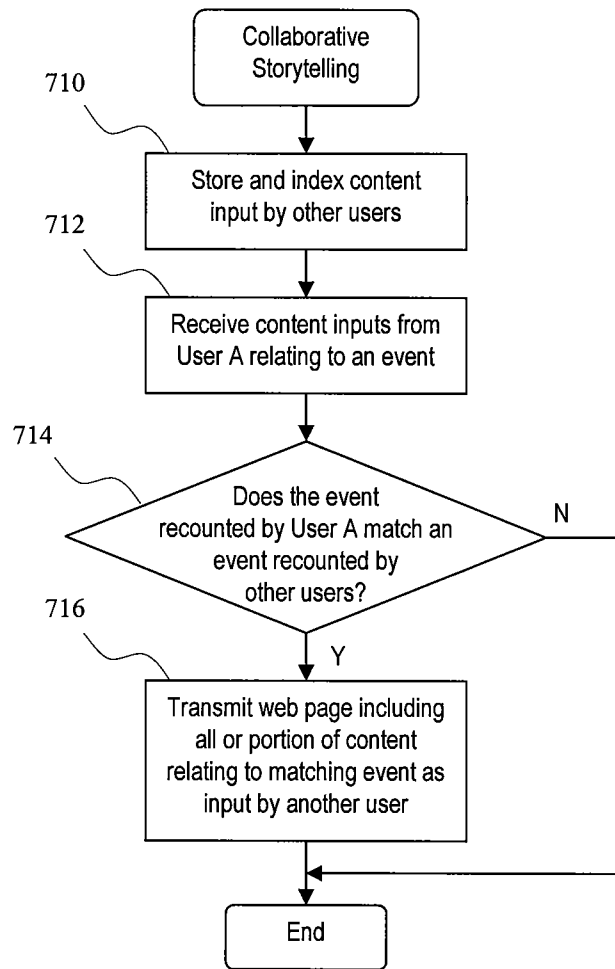 Collaborative
Storytelling
710
Store and index content
input by other users
712
Receive content inputs from
User A relating to an event
714
Does the event
recounted by User A match an
event recounted by
other users?
N
716
Y
Transmit web page including
all or portion of content
relating to matching event as
input by another user
End